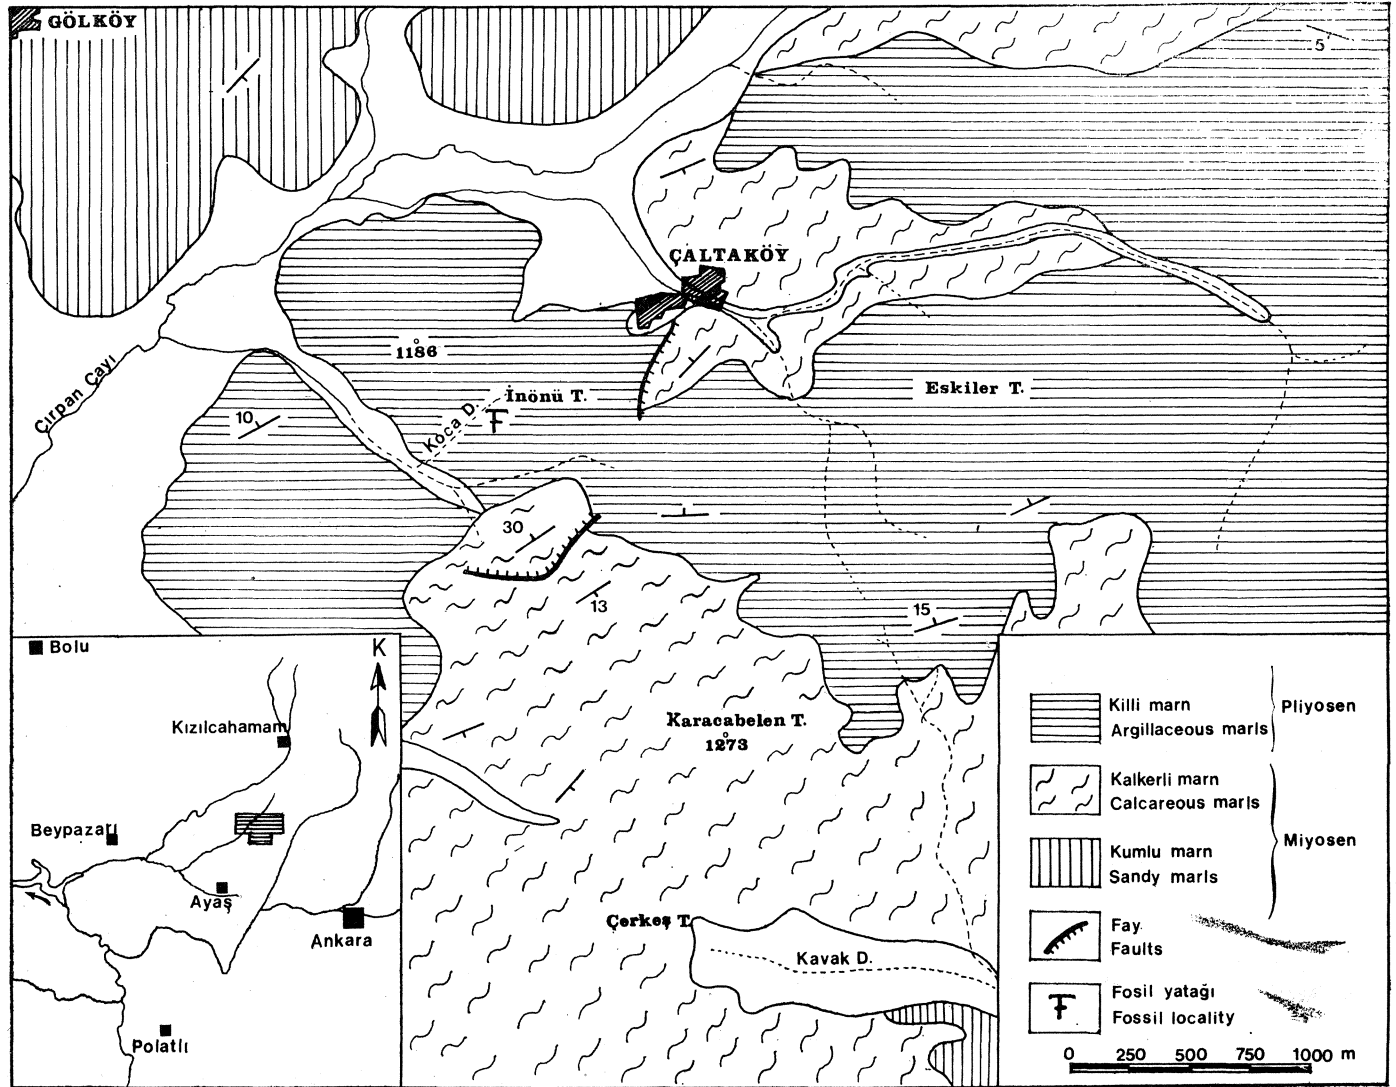 GÖLKÖY
5
ÇALTAKÖY
1186
İnönü T.
Eskiler T.
Çırpan Çayı
10
Koca D.
30
13
15
Karacabelen T.
1273
Çerkeş T.
Kavak D.
Bolu
K
Kızılcahamam
Beypazarı
Ayaş
Ankara
Polatlı
Killi marn
Argillaceous marls
Pliyosen
Kalkerli marn
Calcareous marls
Miyosen
Kumlu marn
Sandy marls
Fay
Faults
Fosil yatağı
Fossil locality
0 250 500 750 1000 m